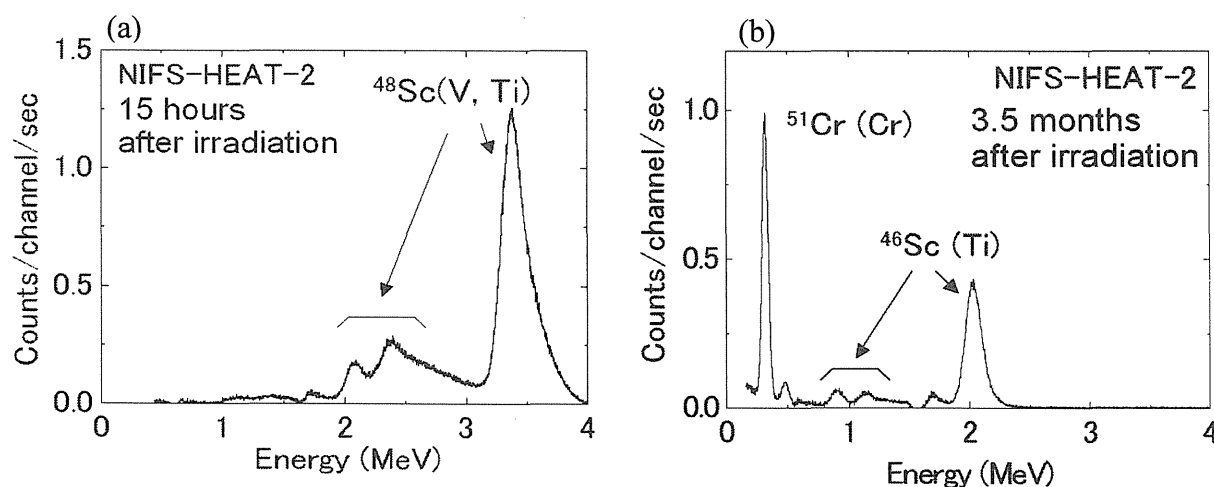 (a)
1.5
NIFS-HEAT-2
15 hours
after irradiation
⁴⁸Sc(V, Ti)
1.0
0.5
0.0
0
1
2
3
4
Counts/channel/sec
Energy (MeV)
(b)
NIFS-HEAT-2
3.5 months
after irradiation
⁵¹Cr (Cr)
1.0
⁴⁶Sc (Ti)
0.5
0.0
0
1
2
3
4
Counts/channel/sec
Energy (MeV)